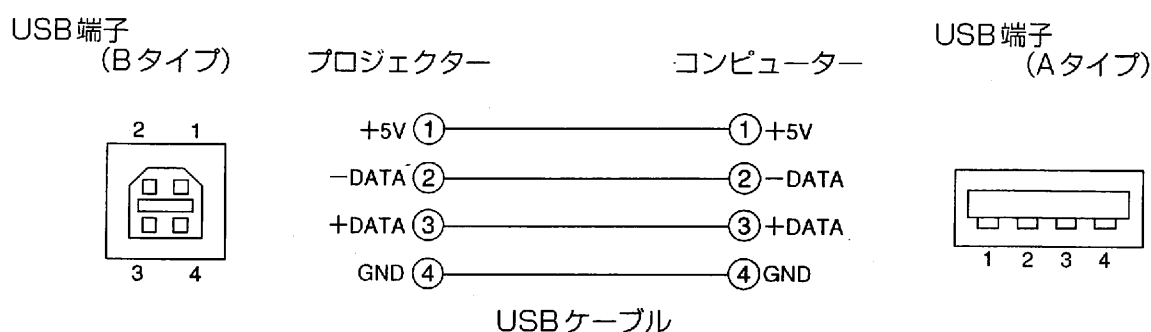 USB端子
(Bタイプ)
プロジェクター
コンピューター
USB端子
(Aタイプ)
2 1
3 4
+5V ① ①+5V
−DATA ② ②−DATA
+DATA ③ ③+DATA
GND ④ ④GND
1 2 3 4
USBケーブル